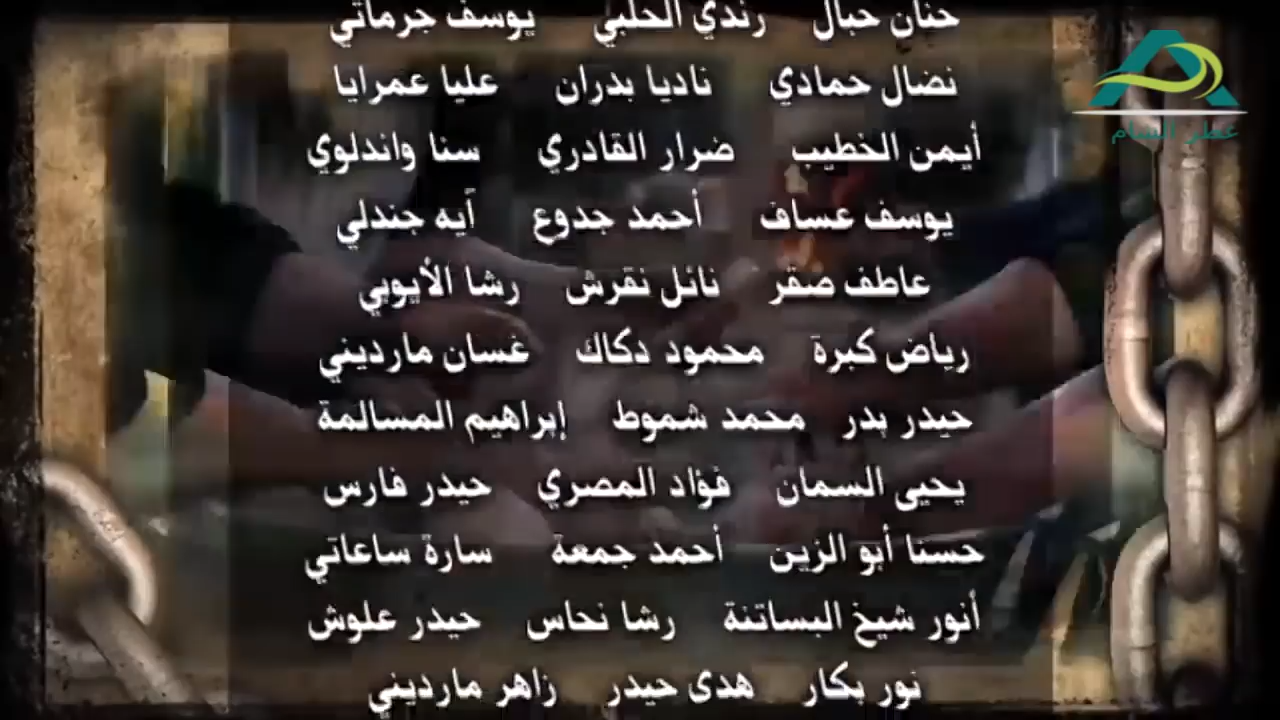 حنان حبال رندي الحلبي يوسف جرماتي
نضال حمادي ناديا بدران عليا عمرايا
أيمن الخطيب ضرار القادري سنا واندلوي
يوسف عساف أحمد جدوع آيه جندلي
عاطف صقر نائل نقرش رشا الأيوبي
رياض كبرة محمود دكاك غسان مارديني
حيدر بدر محمد شموط إبراهيم المسالمة
يحيى السمان فؤاد المصري حيدر فارس
حسنا أبو الزين أحمد جمعة سارة ساعاتي
أنور شيخ البساتنة رشا نحاس حيدر علوش
نور بكار هدى حيدر زاهر مارديني
عطر الشام